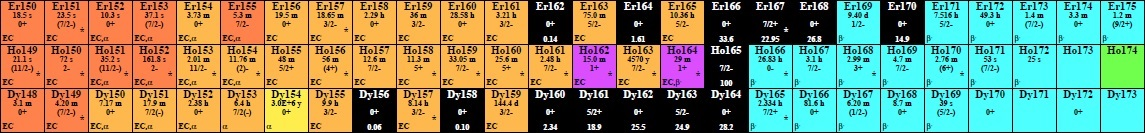 Er150 Er151 Er152 Er153 Er154 Er155 Er156 Er157 Er158 Er159 Er160 Er161 Er162 Er163 Er164 Er165 Er166 Er167 Er168 Er169 Er170 Er171 Er172 Er173 Er174 Er175
18.5 s 23.5 s 10.3 s 37.1 s 3.73 m 5.3 m 19.5 m 18.65 m 2.29 h 36 m 28.58 h 3.21 h 75.0 m 10.36 h 9.40 d 7.516 h 49.3 h 1.4 m 3.3 m 1.2 m
0+ (7/2-) 0+ (7/2-) 0+ 7/2- 0+ 3/2- 0+ 3/2- 0+ 3/2- 0+ 5/2- 0+ 5/2- 0+ 7/2+ 0+ 1/2- 0+ 5/2- 0+ (7/2-) 0+ (9/2+)
* *
EC EC EC,α EC,α EC,α EC,α EC EC EC EC EC EC 0.14 EC 1.61 EC 33.6 22.95 26.8 β- 14.9 β- β- β- β- β-
Ho149 Ho150 Ho151 Ho152 Ho153 Ho154 Ho155 Ho156 Ho157 Ho158 Ho159 Ho160 Ho161 Ho162 Ho163 Ho164 Ho165 Ho166 Ho167 Ho168 Ho169 Ho170 Ho171 Ho172 Ho173 Ho174
21.1 s 72 s 35.2 s 161.8 s 2.01 m 11.76 m 48 m 56 m 12.6 m 11.3 m 33.05 m 25.6 m 2.48 h 15.0 m 4570 y 29 m 26.83 h 3.1 h 2.99 m 4.7 m 2.76 m 53 s 25 s
(11/2-) 2- (11/2-) 2- 11/2- (2)- 5/2+ (4+) 7/2- 5+ 7/2- 5+ 7/2- 1+ 7/2- 1+ 7/2- 0- 7/2- 3+ 7/2- (6+) (7/2-)
* * * * * * * * * * * * * * * * *
EC EC EC,α EC,α EC,α EC,α EC EC EC EC EC EC EC EC EC EC,β- 100 β- β- β- β- β- β- β-
Dy148 Dy149 Dy150 Dy151 Dy152 Dy153 Dy154 Dy155 Dy156 Dy157 Dy158 Dy159 Dy160 Dy161 Dy162 Dy163 Dy164 Dy165 Dy166 Dy167 Dy168 Dy169 Dy170 Dy171 Dy172 Dy173
3.1 m 4.20 m 7.17 m 17.9 m 2.38 h 6.4 h 3.0E+6 y 9.9 h 8.14 h 144.4 d 2.334 h 81.6 h 6.20 m 8.7 m 39 s
0+ (7/2-) 0+ 7/2(-) 0+ 7/2(-) 0+ 3/2- 0+ 3/2- 0+ 3/2- 0+ 5/2+ 0+ 5/2- 0+ 7/2+ 0+ (1/2-) 0+ (5/2-) 0+ 0+
* * *
EC EC EC,α EC,α EC,α EC,α α EC 0.06 EC 0.10 EC 2.34 18.9 25.5 24.9 28.2 β- β- β- β- β-